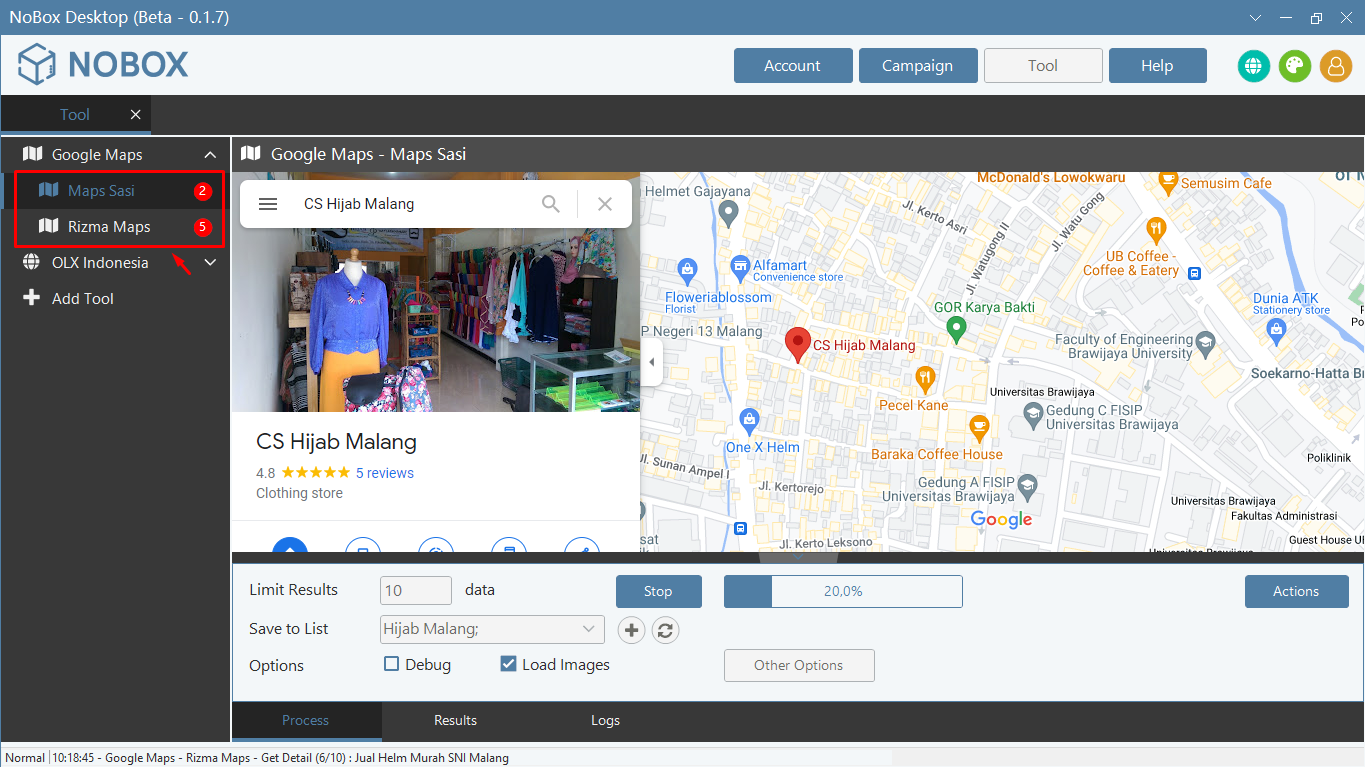 NoBox Desktop (Beta - 0.1.7)
NOBOX
Account
Campaign
Tool
Help
Tool
Google Maps
Maps Sasi
2
Rizma Maps
5
OLX Indonesia
Add Tool
Google Maps - Maps Sasi
CS Hijab Malang
CS Hijab Malang
4.8
5 reviews
Clothing store
Helmet Gajayana
McDonald's Lowokwaru
Semusim Cafe
Jl. Kerto Asri
Jl. Watugong II
Jl. Watu Gong
UB Coffee -
Coffee & Eatery
Alfamart
Convenience store
Floweriablossom
Florist
GOR Karya Bakti
Dunia ATK
Stationery store
P Negeri 13 Malang
CS Hijab Malang
Faculty of Engineering
Brawijaya University
Soekarno-Hatta B
Universitas Brawijaya
Pecel Kane
Gedung C FISIP
Universitas Brawijaya
One X Helm
Baraka Coffee House
Poliklinik
Jl. Sunan Ampel I
Jl. Kertorejo
Gedung A FISIP
Universitas Brawijaya
Universitas Brawijaya
Fakultas Administrasi
Google
Guest House UB
Jl. Kerto Leksono
Universitas Brawijaya
Limit Results
10
data
Stop
20,0%
Actions
Save to List
Hijab Malang;
Options
Debug
Load Images
Other Options
Process
Results
Logs
Normal
10:18:45 - Google Maps - Rizma Maps - Get Detail (6/10) : Jual Helm Murah SNI Malang